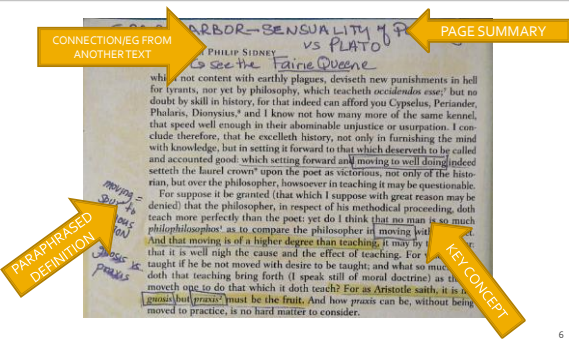 ARBOR–SENSUALITY of P
PAGE SUMMARY
CONNECTION/EG FROM
ANOTHER TEXT
PHILIP SIDNEY
vs PLATO
see the Fairie Queene
which not content with earthly plagues, deviseth new punishments in hell
for tyrants, nor yet by philosophy, which teacheth occidendos esse;⁷ but no
doubt by skill in history, for that indeed can afford you Cypselus, Periander,
Phalaris, Dionysius,⁸ and I know not how many more of the same kennel,
that speed well enough in their abominable unjustice or usurpation. I con-
clude therefore, that he excelleth history, not only in furnishing the mind
with knowledge, but in setting it forward to that which deserveth to be called
and accounted good: which setting forward and moving to well doing indeed
setteth the laurel crown⁹ upon the poet as victorious, not only of the histo-
rian, but over the philosopher, howsoever in teaching it may be questionable.
For suppose it be granted (that which I suppose with great reason may be
denied) that the philosopher, in respect of his methodical proceeding, doth
teach more perfectly than the poet: yet do I think that no man is so much
philophilosophos¹ as to compare the philosopher in moving with
And that moving is of a higher degree than teaching, it may by
that it is well nigh the cause and the effect of teaching. For
taught if he be not moved with desire to be taught; and what so muc
doth that teaching bring forth (I speak still of moral doctrine) as th
moveth one to do that which it doth teach? For as Aristotle saith, it is n
gnosis but praxis² must be the fruit. And how praxis can be, without being
moved to practice, is no hard matter to consider.
moving =
gnosis vs.
praxis
PARAPHRASED
DEFINITION
KEY CONCEPT
6